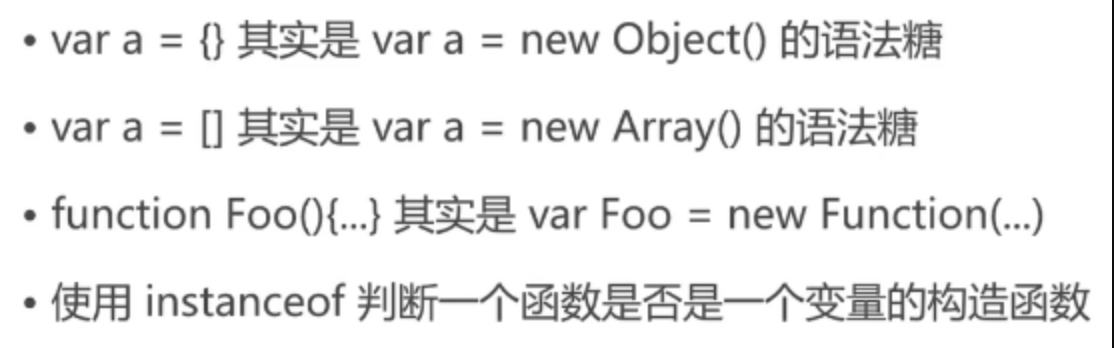 • var a = {} 其实是 var a = new Object() 的语法糖
• var a = [] 其实是 var a = new Array() 的语法糖
• function Foo(){...} 其实是 var Foo = new Function(...)
• 使用 instanceof 判断一个函数是否是一个变量的构造函数